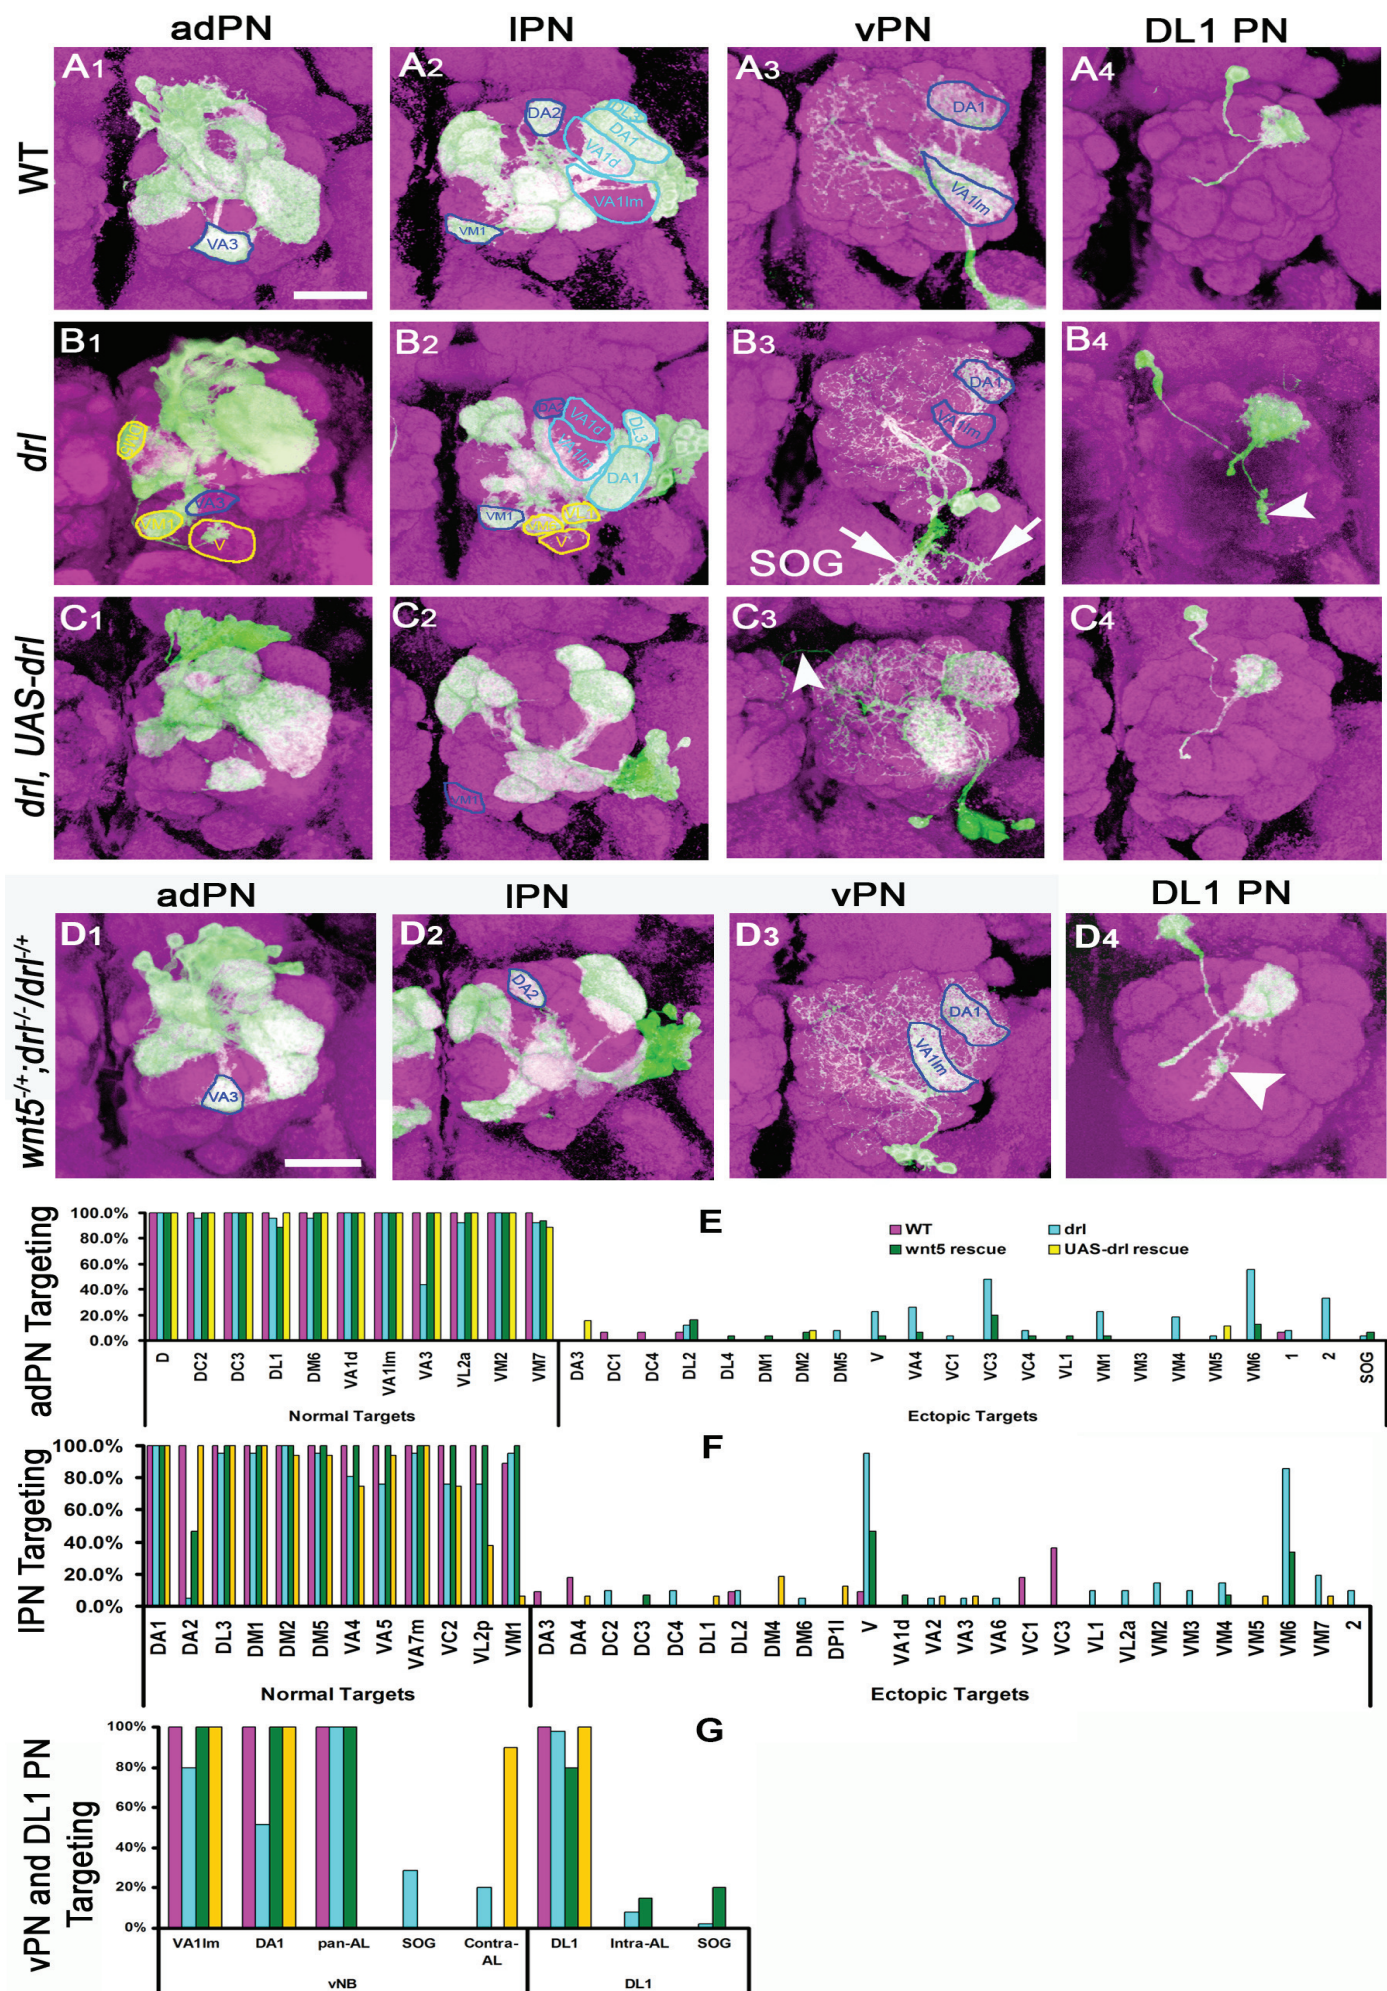 adPN lPN vPN DL1 PN
WT
A1
VA3
A2
DA2
DL3
DA1
VA1d
VA1lm
VM1
A3
DA1
VA1lm
A4
drl
B1
VM1
VA3
V
B2
VA1d
VA1lm
DL3
DA1
VM1
V
B3
DA1
VA1lm
SOG
B4
drl, UAS-drl
C1
C2
VM1
C3
C4
adPN lPN vPN DL1 PN
wnt5-/+;drl-/-/drl-/+
D1
VA3
D2
DA2
D3
DA1
VA1lm
D4
E
adPN Targeting
100.0%
80.0%
60.0%
40.0%
20.0%
0.0%
WT drl
wnt5 rescue UAS-drl rescue
D DC2 DC3 DL1 DM6 VA1d VA1lm VA3 VL2a VM2 VM7 DA3 DC1 DC4 DL2 DL4 DM1 DM2 DM5 V VA4 VC1 VC3 VC4 VL1 VM1 VM3 VM4 VM5 VM6 1 2 SOG
Normal Targets Ectopic Targets
F
lPN Targeting
100.0%
80.0%
60.0%
40.0%
20.0%
0.0%
DA1 DA2 DL3 DM1 DM2 DM5 VA4 VA5 VA7m VC2 VL2p VM1 DA3 DA4 DC2 DC3 DC4 DL1 DL2 DM4 DM6 DP1l V VA1d VA2 VA3 VA6 VC1 VC3 VL1 VL2a VM2 VM3 VM4 VM5 VM6 VM7 2
Normal Targets Ectopic Targets
G
vPN and DL1 PN
Targeting
100%
80%
60%
40%
20%
0%
VA1lm DA1 pan-AL SOG Contra-AL DL1 Intra-AL SOG
vNB DL1